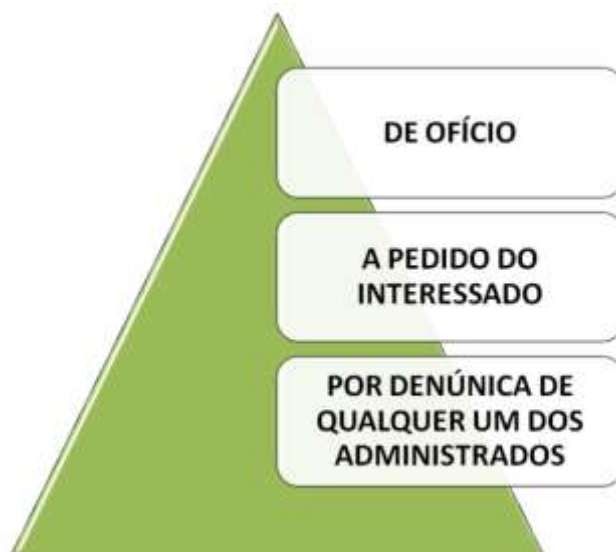 DE OFÍCIO
A PEDIDO DO
INTERESSADO
POR DENÚNICA DE
QUALQUER UM DOS
ADMINISTRADOS